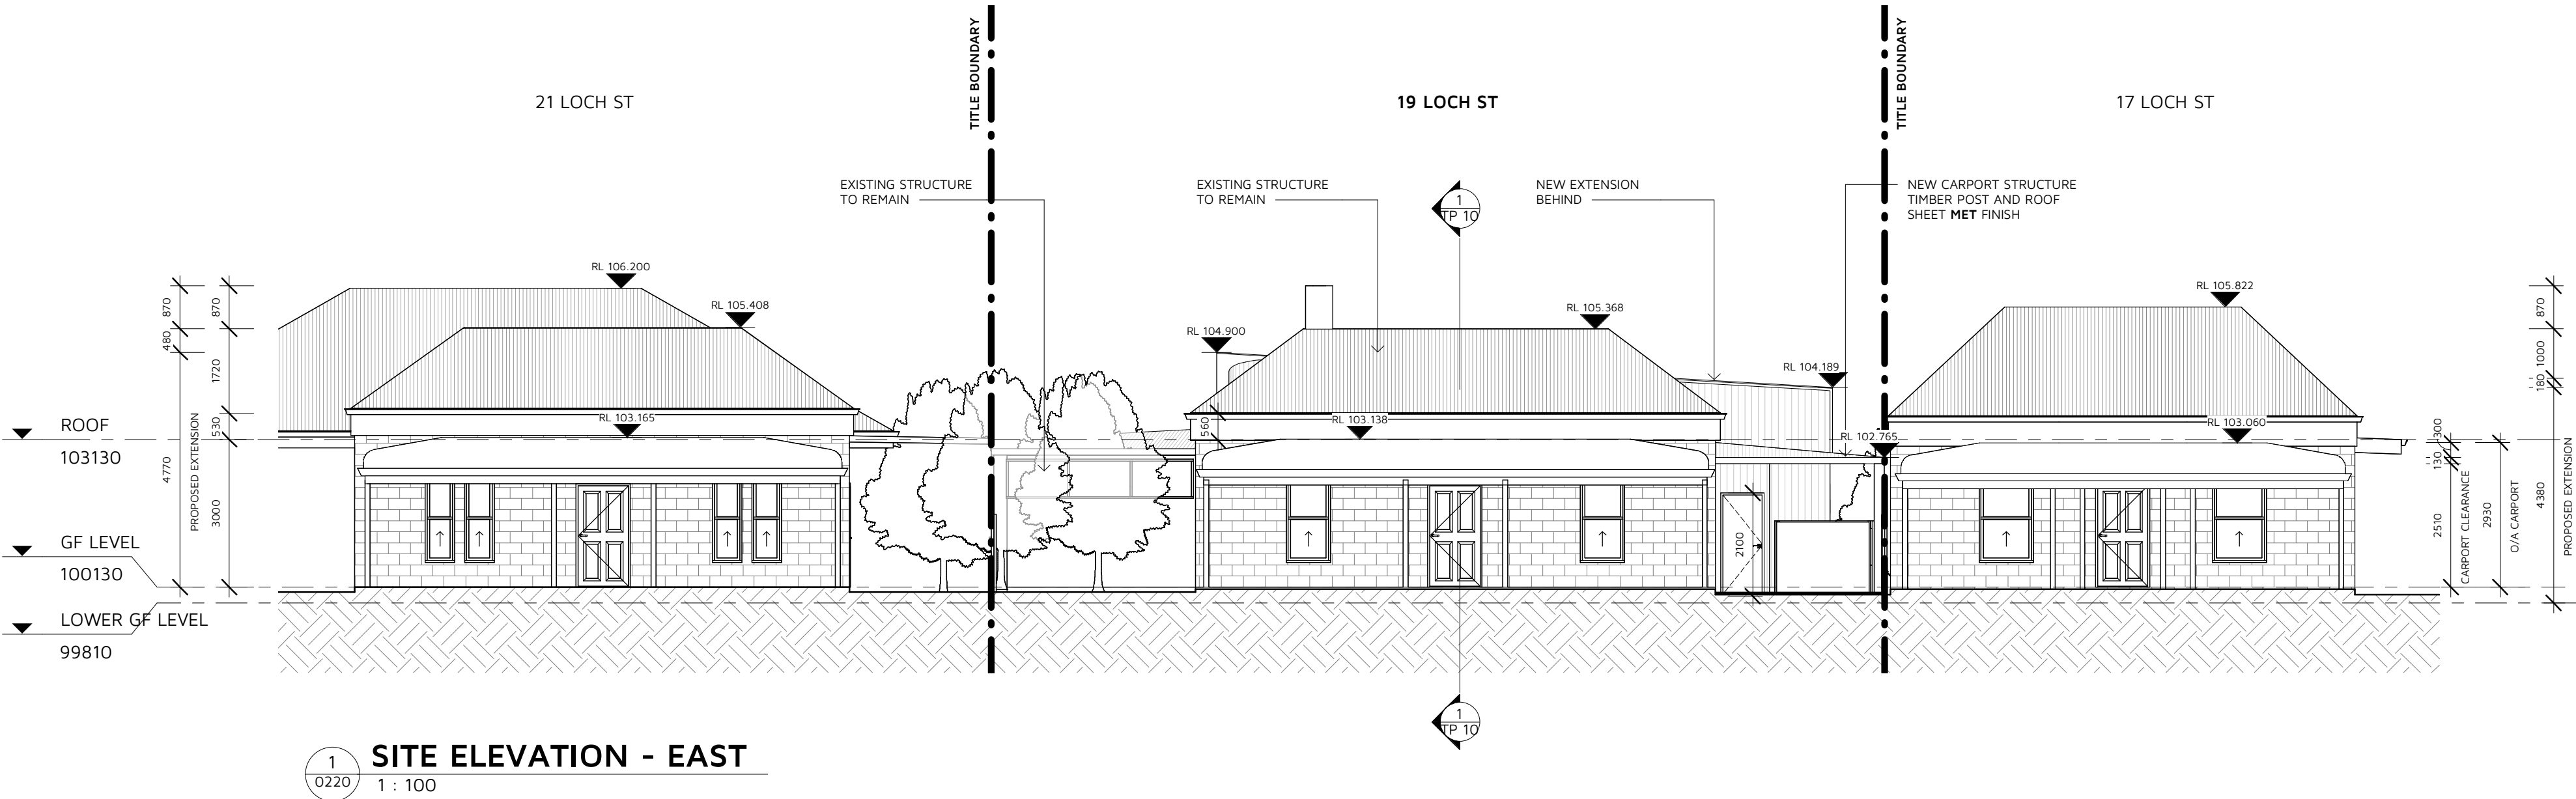 TITLE BOUNDARY
TITLE BOUNDARY
21 LOCH ST
19 LOCH ST
17 LOCH ST
EXISTING STRUCTURE
TO REMAIN
EXISTING STRUCTURE
TO REMAIN
1
TP 10
NEW EXTENSION
BEHIND
NEW CARPORT STRUCTURE
TIMBER POST AND ROOF
SHEET MET FINISH
RL 106.200
RL 105.408
RL 103.165
RL 104.900
RL 105.368
RL 103.138
RL 104.189
RL 102.765
RL 105.822
RL 103.060
870
480
4770
PROPOSED EXTENSION
870
1720
530
3000
560
2100
300
130
2510
CARPORT CLEARANCE
2930
O/A CARPORT
870
1000
180
4380
PROPOSED EXTENSION
ROOF
103130
GF LEVEL
100130
LOWER GF LEVEL
99810
1
TP 10
1
0220
SITE ELEVATION - EAST
1 : 100